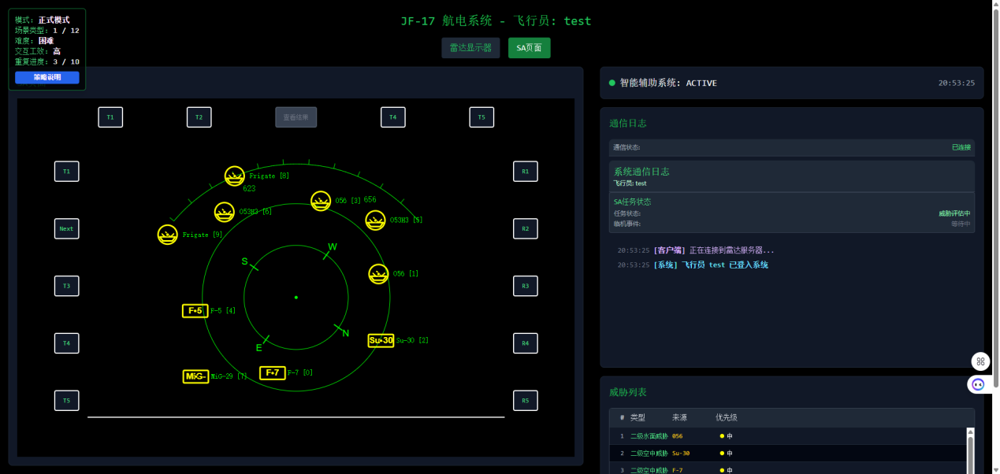 模式: 正式模式
场景类型: 1 / 12
难度: 困难
交互工效: 高
重复进度: 3 / 10
策略说明
JF-17 航电系统 - 飞行员: test
雷达显示器
SA页面
T1
T2
查看结果
T4
T5
T1
Next
T3
T4
T5
R1
R2
R3
R4
R5
Frigate [8]
623
056 [3] 656
053H3 [6]
053H3 [5]
Frigate [9]
W
S
056 [1]
F-5
F-5 [4]
N
E
Su-30
Su-30 [2]
MiG-
MiG-29 [7]
F-7
F-7 [0]
智能辅助系统: ACTIVE
20:53:25
通信日志
通信状态:
已连接
系统通信日志
飞行员: test
SA任务状态
任务状态:
威胁评估中
临机事件:
等待中
20:53:25 [客户端] 正在连接到雷达服务器...
20:53:25 [系统] 飞行员 test 已登入系统
威胁列表
# 类型 来源 优先级
1 二级水面威胁 056 中
2 二级空中威胁 Su-30 中
3 二级空中威胁 F-7 中